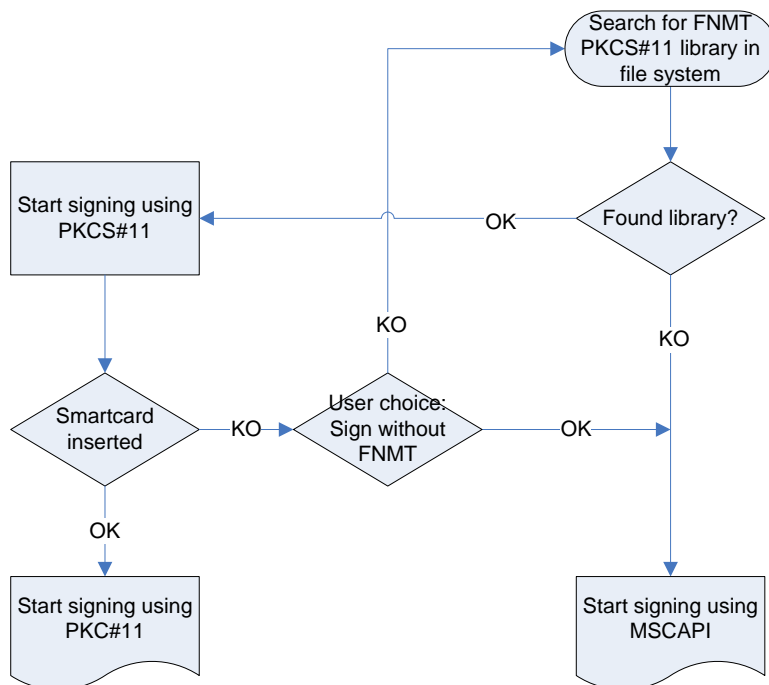 Search for FNMT
PKCS#11 library in
file system
Start signing using
PKCS#11
OK
Found library?
KO
KO
Smartcard
inserted
KO
User choice:
Sign without
FNMT
OK
OK
Start signing using
PKC#11
Start signing using
MSCAPI